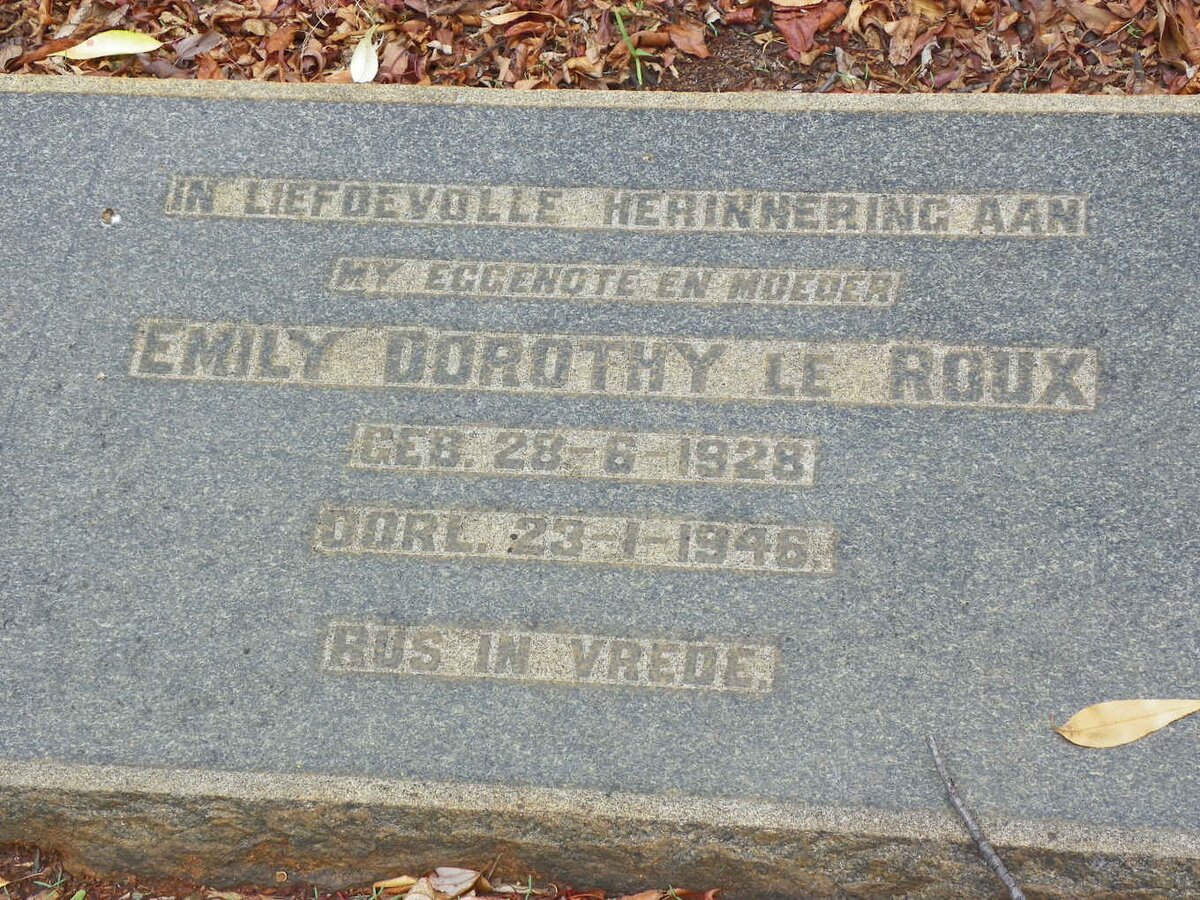 IN LIEFDEVOLLE HERINNERING AAN
MY EGGENOTE EN MOEDER
EMILY DOROTHY LE ROUX
GEB. 28-6-1928
OORL. 23-1-1946.
RUS IN VREDE.